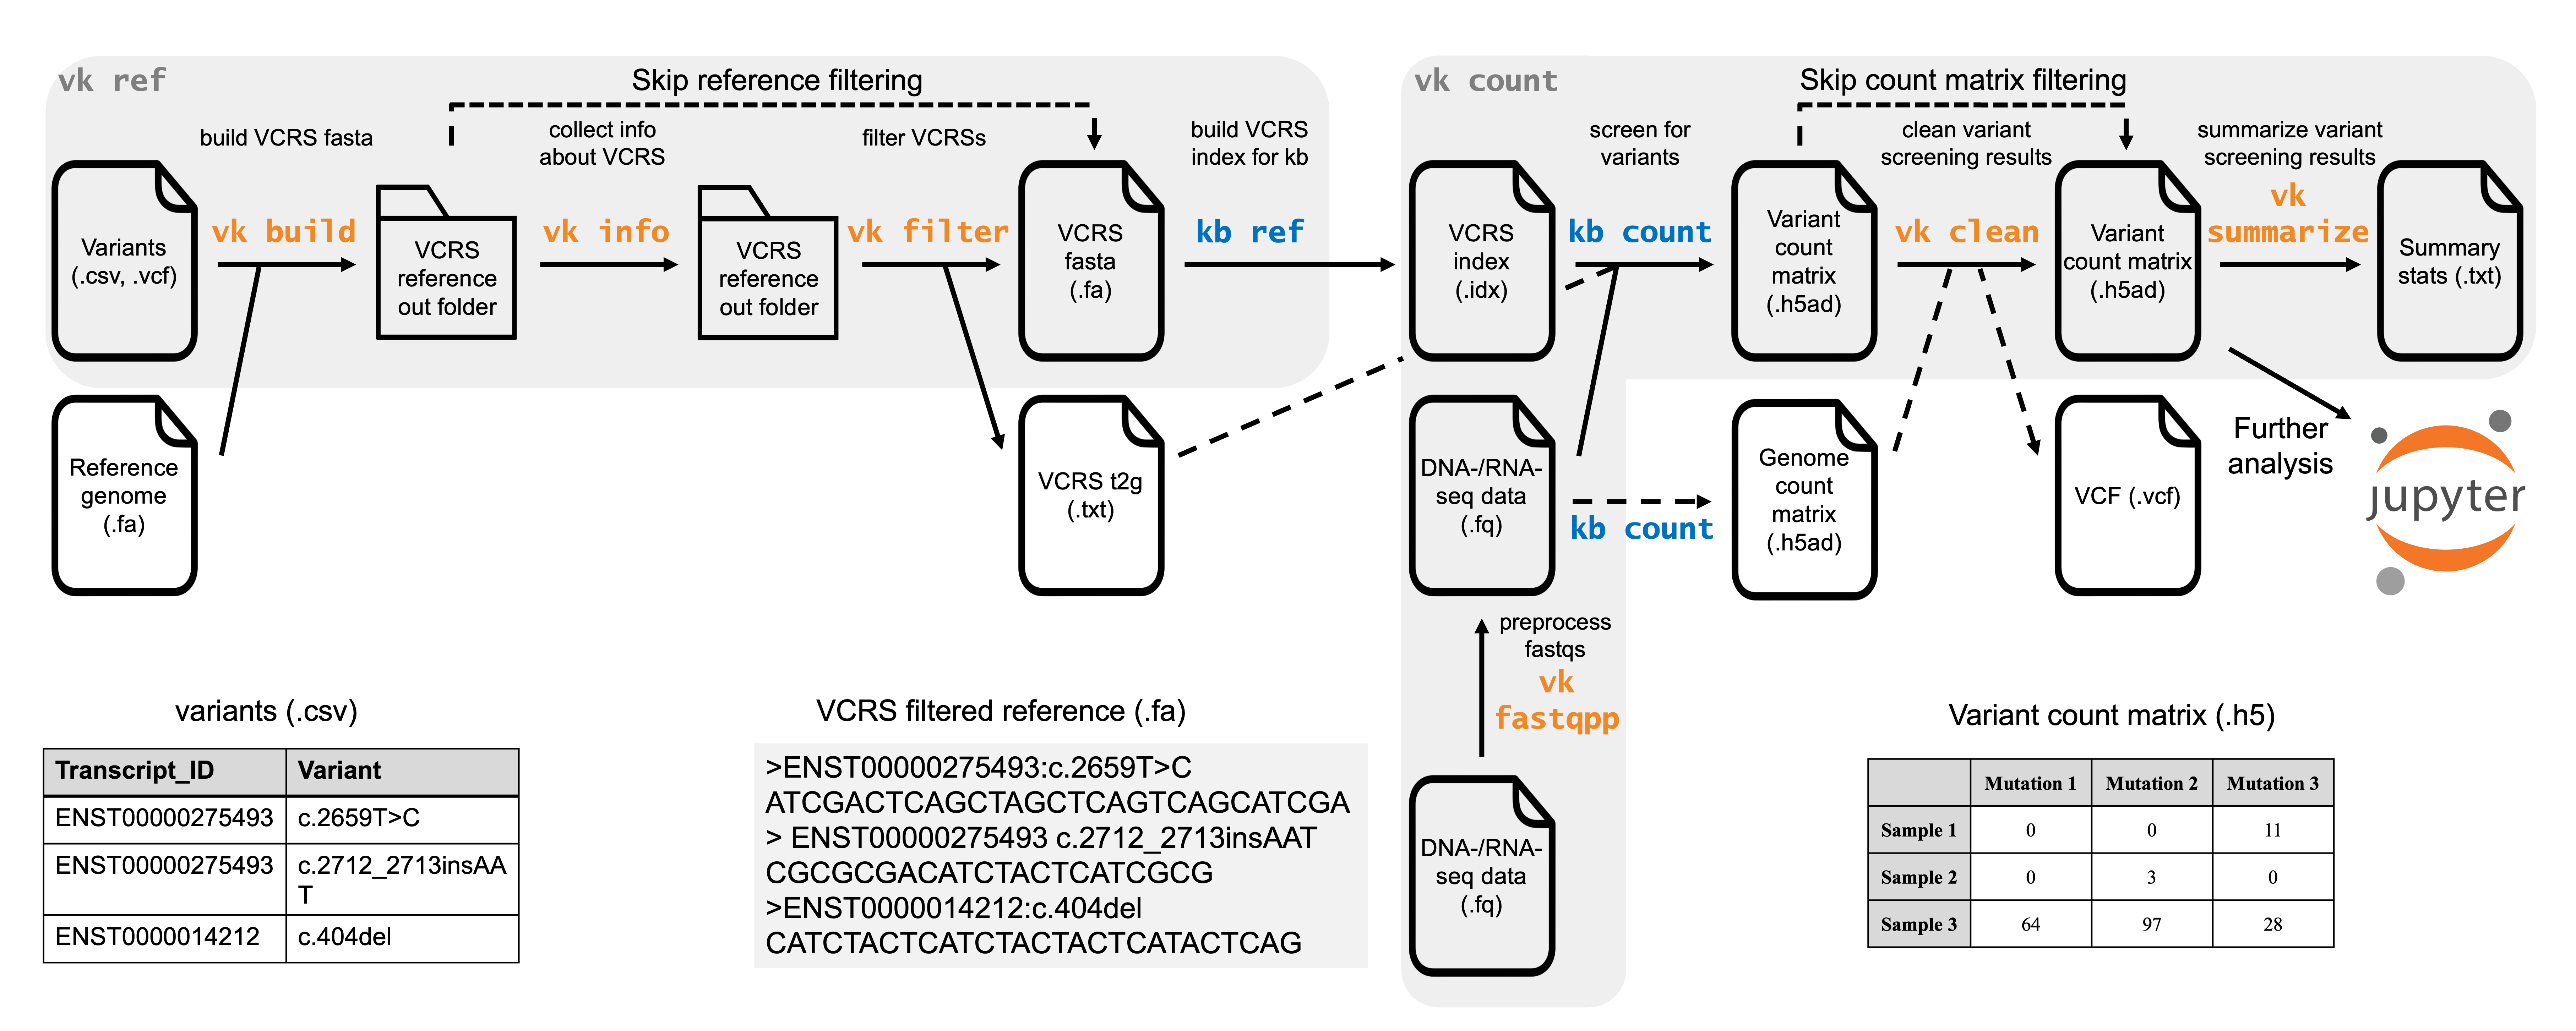 vk ref
Skip reference filtering
build VCRS fasta
collect info
about VCRS
filter VCRSs
build VCRS
index for kb
Variants
(.csv, .vcf)
vk build
VCRS
reference
out folder
vk info
VCRS
reference
out folder
vk filter
VCRS
fasta
(.fa)
kb ref
Reference
genome
(.fa)
VCRS t2g
(.txt)
vk count
Skip count matrix filtering
screen for
variants
clean variant
screening results
summarize variant
screening results
VCRS
index
(.idx)
kb count
Variant
count
matrix
(.h5ad)
vk clean
Variant
count matrix
(.h5ad)
vk
summarize
Summary
stats (.txt)
DNA-/RNA-
seq data
(.fq)
kb count
Genome
count
matrix
(.h5ad)
VCF (.vcf)
Further
analysis
jupyter
preprocess
fastqs
vk
fastqpp
DNA-/RNA-
seq data
(.fq)
variants (.csv)
Transcript_ID Variant
ENST00000275493 c.2659T>C
ENST00000275493 c.2712_2713insAA
T
ENST0000014212 c.404del
VCRS filtered reference (.fa)
>ENST00000275493:c.2659T>C
ATCGACTCAGCTAGCTCAGTCAGCATCGA
> ENST00000275493 c.2712_2713insAAT
CGCGCGACATCTACTCATCGCG
>ENST0000014212:c.404del
CATCTACTCATCTACTACTCATACTCAG
Variant count matrix (.h5)
Mutation 1 Mutation 2 Mutation 3
Sample 1 0 0 11
Sample 2 0 3 0
Sample 3 64 97 28